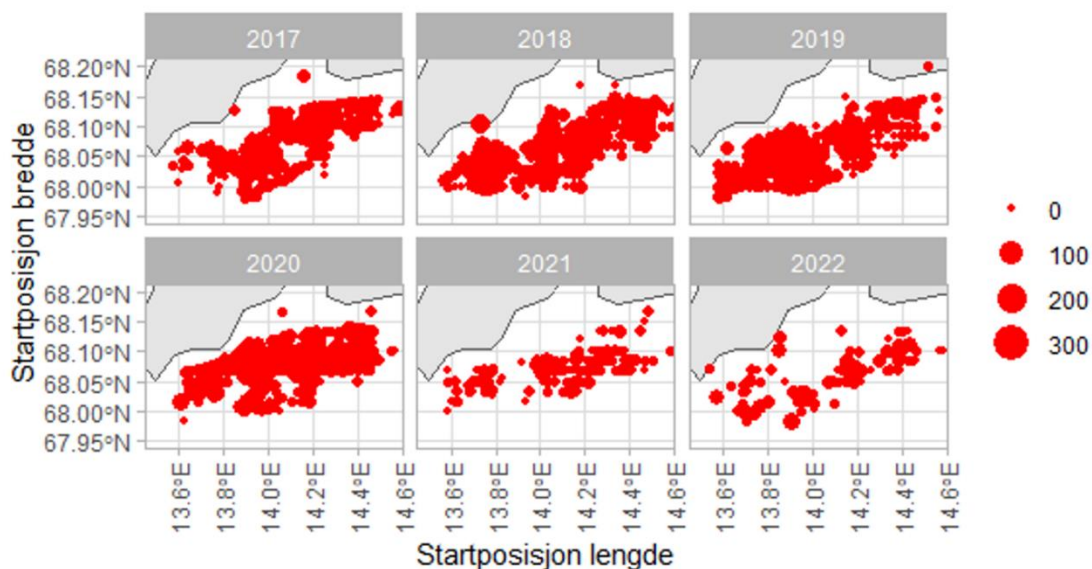 2017 2018 2019
68.20°N
68.15°N
68.10°N
68.05°N
68.00°N
67.95°N
2020 2021 2022
68.20°N
68.15°N
68.10°N
68.05°N
68.00°N
67.95°N
13.6°E 13.8°E 14.0°E 14.2°E 14.4°E 14.6°E 13.6°E 13.8°E 14.0°E 14.2°E 14.4°E 14.6°E 13.6°E 13.8°E 14.0°E 14.2°E 14.4°E 14.6°E
Startposisjon lengde
Startposisjon bredde
0
100
200
300